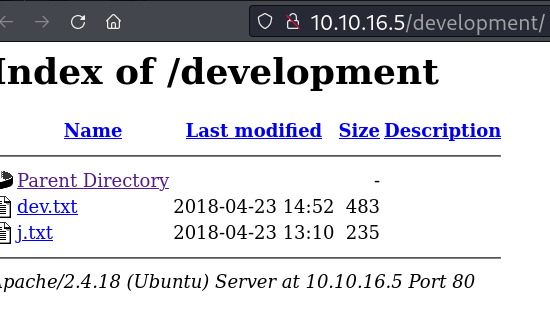 10.10.16.5/development/
Index of /development
Name Last modified Size Description
Parent Directory -
dev.txt 2018-04-23 14:52 483
j.txt 2018-04-23 13:10 235
Apache/2.4.18 (Ubuntu) Server at 10.10.16.5 Port 80